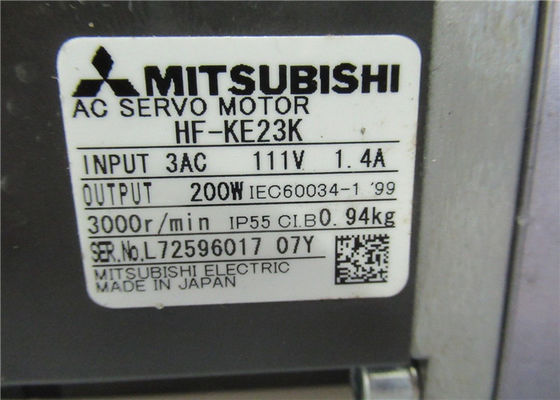 MITSUBISHI
AC SERVO MOTOR
HF-KE23K
INPUT 3AC 111V 1.4A
OUTPUT 200W IEC60034-1 '99
3000r/min IP55 CI.B 0.94kg
SER.No.L72596017 07Y
MITSUBISHI ELECTRIC
MADE IN JAPAN